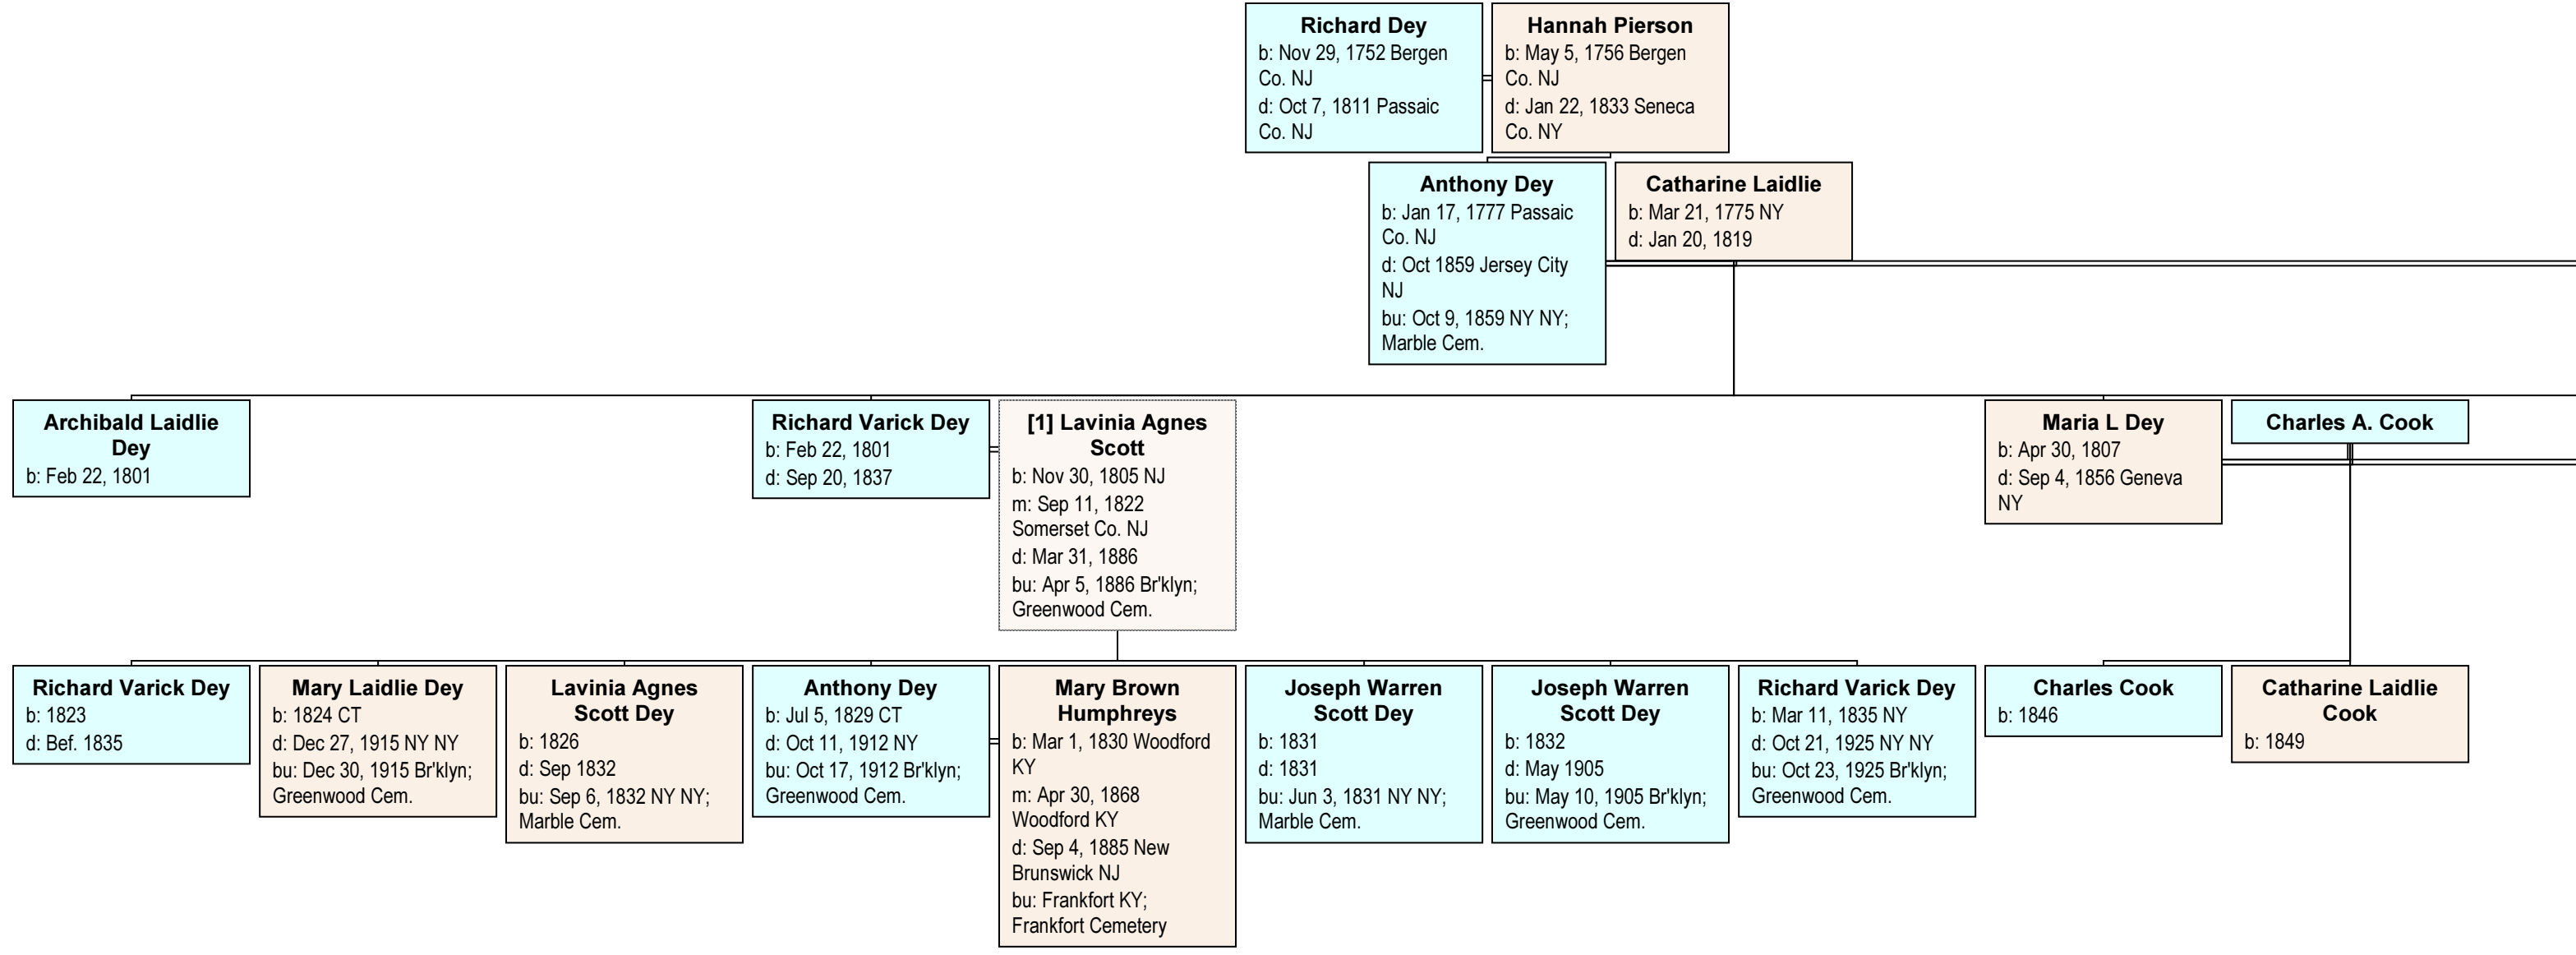 Richard Dey
b: Nov 29, 1752 Bergen
Co. NJ
d: Oct 7, 1811 Passaic
Co. NJ
Hannah Pierson
b: May 5, 1756 Bergen
Co. NJ
d: Jan 22, 1833 Seneca
Co. NY
Anthony Dey
b: Jan 17, 1777 Passaic
Co. NJ
d: Oct 1859 Jersey City
NJ
bu: Oct 9, 1859 NY NY;
Marble Cem.
Catharine Laidlie
b: Mar 21, 1775 NY
d: Jan 20, 1819
Archibald Laidlie
Dey
b: Feb 22, 1801
Richard Varick Dey
b: Feb 22, 1801
d: Sep 20, 1837
[1] Lavinia Agnes
Scott
b: Nov 30, 1805 NJ
m: Sep 11, 1822
Somerset Co. NJ
d: Mar 31, 1886
bu: Apr 5, 1886 Br'klyn;
Greenwood Cem.
Maria L Dey
b: Apr 30, 1807
d: Sep 4, 1856 Geneva
NY
Charles A. Cook
Richard Varick Dey
b: 1823
d: Bef. 1835
Mary Laidlie Dey
b: 1824 CT
d: Dec 27, 1915 NY NY
bu: Dec 30, 1915 Br'klyn;
Greenwood Cem.
Lavinia Agnes
Scott Dey
b: 1826
d: Sep 1832
bu: Sep 6, 1832 NY NY;
Marble Cem.
Anthony Dey
b: Jul 5, 1829 CT
d: Oct 11, 1912 NY
bu: Oct 17, 1912 Br'klyn;
Greenwood Cem.
Mary Brown
Humphreys
b: Mar 1, 1830 Woodford
KY
m: Apr 30, 1868
Woodford KY
d: Sep 4, 1885 New
Brunswick NJ
bu: Frankfort KY;
Frankfort Cemetery
Joseph Warren
Scott Dey
b: 1831
d: 1831
bu: Jun 3, 1831 NY NY;
Marble Cem.
Joseph Warren
Scott Dey
b: 1832
d: May 1905
bu: May 10, 1905 Br'klyn;
Greenwood Cem.
Richard Varick Dey
b: Mar 11, 1835 NY
d: Oct 21, 1925 NY NY
bu: Oct 23, 1925 Br'klyn;
Greenwood Cem.
Charles Cook
b: 1846
Catharine Laidlie
Cook
b: 1849